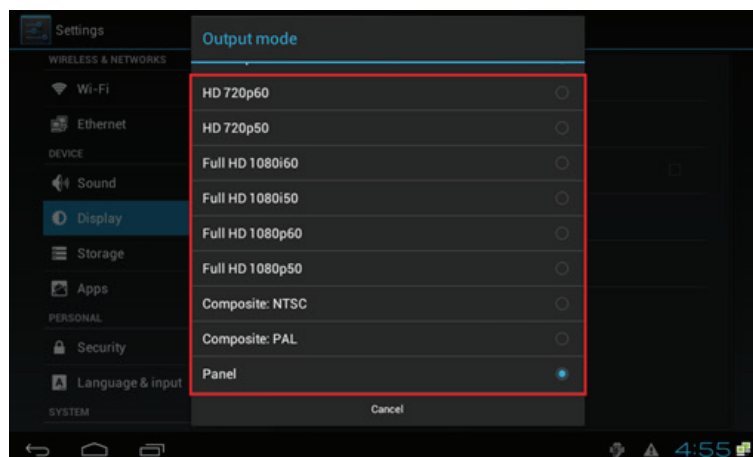 Settings
WIRELESS & NETWORKS
Wi-Fi
Ethernet
DEVICE
Sound
Display
Storage
Apps
PERSONAL
Security
Language & input
SYSTEM
Output mode
HD 720p60
HD 720p50
Full HD 1080i60
Full HD 1080i50
Full HD 1080p60
Full HD 1080p50
Composite: NTSC
Composite: PAL
Panel
Cancel
4:55